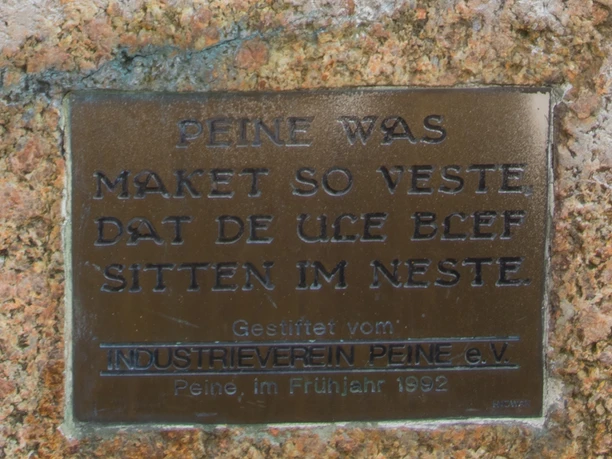 PEINE WAS
MAKET SO VESTE,
DAT DE ULE BLEF
SITTEN IM NESTE.
Gestiftet vom
INDUSTRIEVEREIN PEINE e.V.
Peine, im Frühjahr 1992